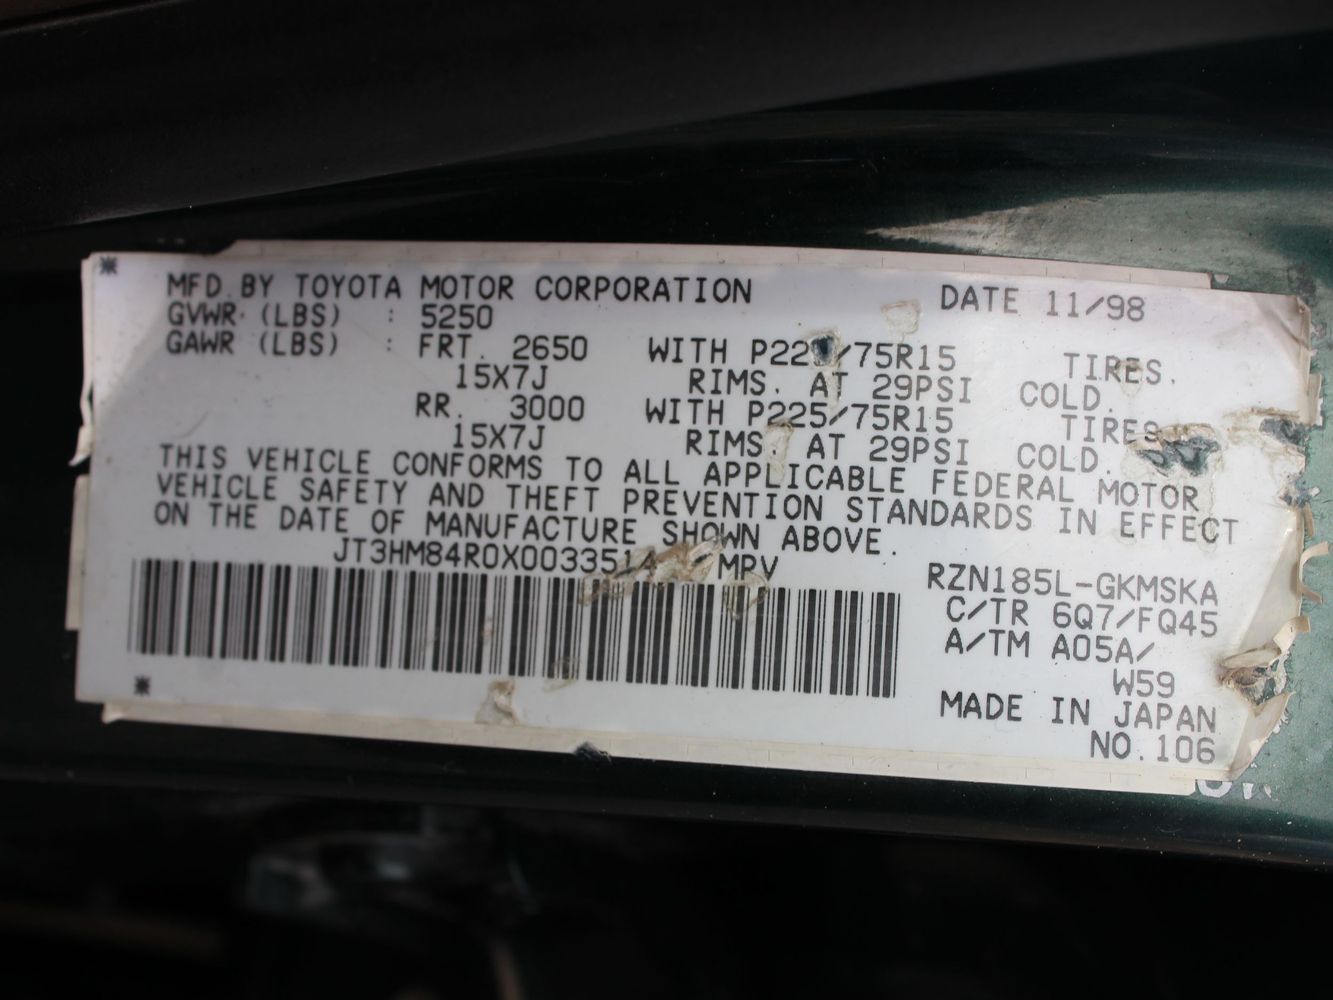 MFD. BY TOYOTA MOTOR CORPORATION DATE 11/98
GVWR (LBS) : 5250
GAWR (LBS) : FRT. 2650 WITH 75R15 TIRES.
15X7J RIMS. AT 29PSI COLD.
RR. 3000 WITH P225/75R15 TIRES
15X7J RIMS. AT 29PSI COLD.
THIS VEHICLE CONFORMS TO ALL APPLICABLE FEDERAL MOTOR
VEHICLE SAFETY AND THEFT PREVENTION STANDARDS IN EFFECT
ON THE DATE OF MANUFACTURE SHOWN ABOVE.
MPV RZN185L-GKMSKA
C/TR 6Q7/FQ45
A/TM A05A/
W59
MADE IN JAPAN
NO.106